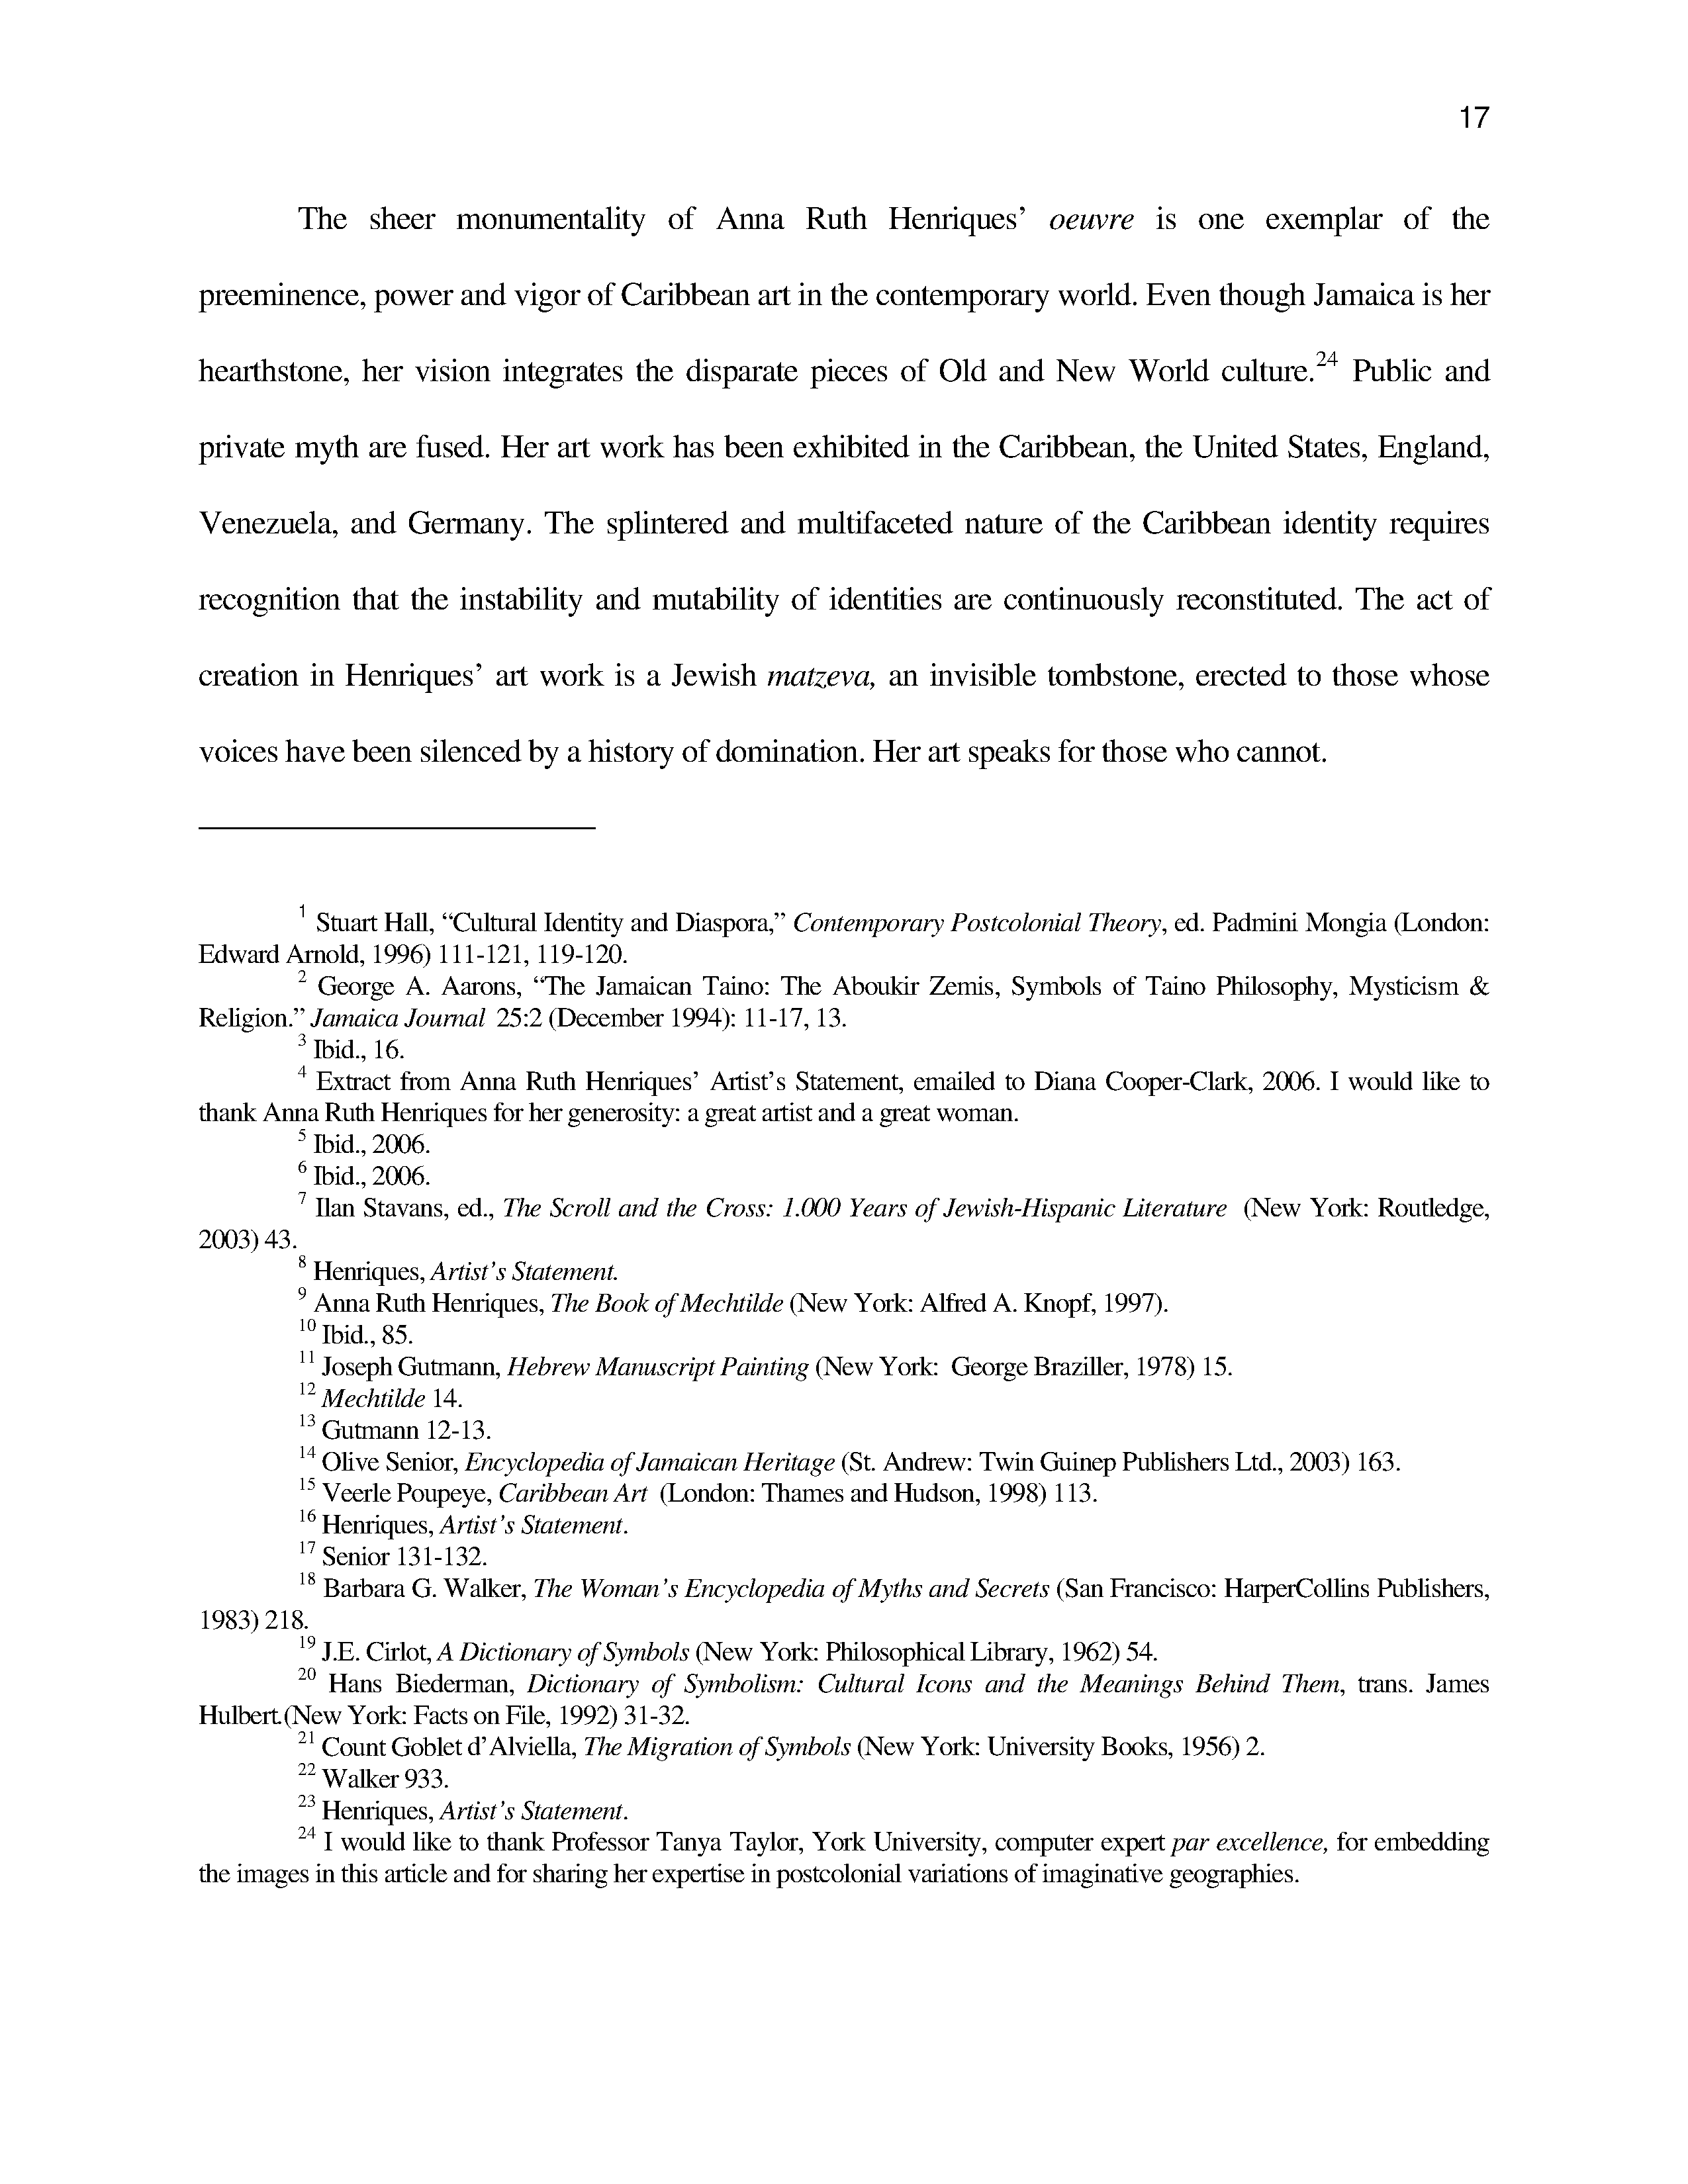 17
The sheer monumentality of Anna Ruth Henriques’ oeuvre is one exemplar of the
preeminence, power and vigor of Caribbean art in the contemporary world. Even though Jamaica is her
hearthstone, her vision integrates the disparate pieces of Old and New World culture.24 Public and
private myth are fused. Her art work has been exhibited in the Caribbean, the United States, England,
Venezuela, and Germany. The splintered and multifaceted nature of the Caribbean identity requires
recognition that the instability and mutability of identities are continuously reconstituted. The act of
creation in Henriques’ art work is a Jewish matzeva, an invisible tombstone, erected to those whose
voices have been silenced by a history of domination. Her art speaks for those who cannot.
1 Stuart Hall, “Cultural Identity and Diaspora,” Contemporary Postcolonial Theory, ed. Padmini Mongia (London:
Edward Arnold, 1996) 111-121, 119-120.
2 George A. Aarons, “The Jamaican Taino: The Aboukir Zemis, Symbols of Taino Philosophy, Mysticism &
Religion.” Jamaica Journal 25:2 (December 1994): 11-17, 13.
3 Ibid., 16.
4 Extract from Anna Ruth Henriques’ Artist’s Statement, emailed to Diana Cooper-Clark, 2006. I would like to
thank Anna Ruth Henriques for her generosity: a great artist and a great woman.
5 Ibid., 2006.
6 Ibid., 2006.
7 Ilan Stavans, ed., The Scroll and the Cross: 1.000 Years of Jewish-Hispanic Literature (New York: Routledge,
2003) 43.
8 Henriques, Artist’s Statement.
9 Anna Ruth Henriques, The Book of Mechtilde (New York: Alfred A. Knopf, 1997).
10 Ibid., 85.
11 Joseph Gutmann, Hebrew Manuscript Painting (New York: George Braziller, 1978) 15.
12 Mechtilde 14.
13 Gutmann 12-13.
14 Olive Senior, Encyclopedia of Jamaican Heritage (St. Andrew: Twin Guinep Publishers Ltd., 2003) 163.
15 Veerle Poupeye, Caribbean Art (London: Thames and Hudson, 1998) 113.
16 Henriques, Artist’s Statement.
17 Senior 131-132.
18 Barbara G. Walker, The Woman’s Encyclopedia of Myths and Secrets (San Francisco: HarperCollins Publishers,
1983) 218.
19 J.E. Cirlot, A Dictionary of Symbols (New York: Philosophical Library, 1962) 54.
20 Hans Biederman, Dictionary of Symbolism: Cultural Icons and the Meanings Behind Them, trans. James
Hulbert.(New York: Facts on File, 1992) 31-32.
21 Count Goblet d’Alviella, The Migration of Symbols (New York: University Books, 1956) 2.
22 Walker 933.
23 Henriques, Artist’s Statement.
24 I would like to thank Professor Tanya Taylor, York University, computer expert par excellence, for embedding
the images in this article and for sharing her expertise in postcolonial variations of imaginative geographies.